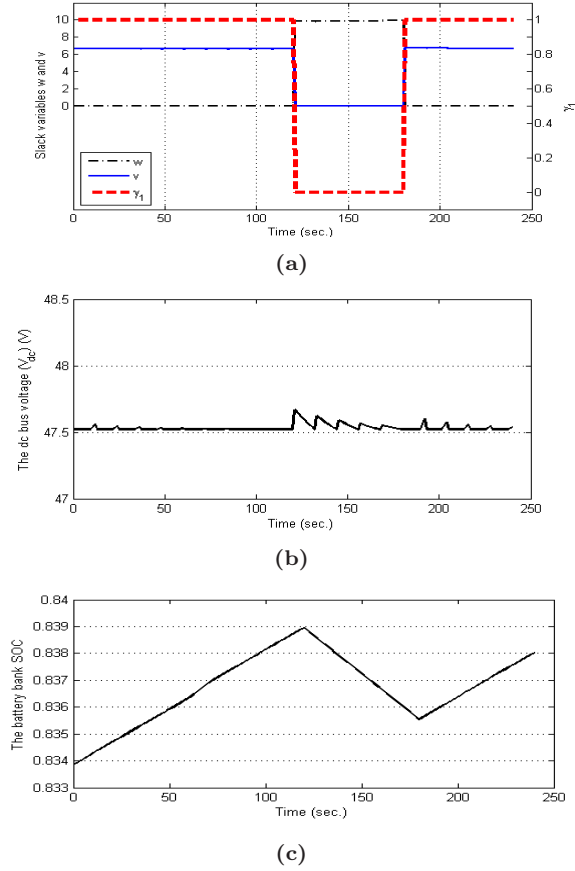 10
8
6
4
2
0
Slack variables w and v
1
0.8
0.6
0.4
0.2
0
γ1
w
v
γ1
0 50 100 150 200 250
Time (sec.)
(a)
48.5
48
47.5
47
The dc bus voltage (Vdc) (V)
0 50 100 150 200 250
Time (sec.)
(b)
0.84
0.839
0.838
0.837
0.836
0.835
0.834
0.833
The battery bank SOC
0 50 100 150 200 250
Time (sec.)
(c)